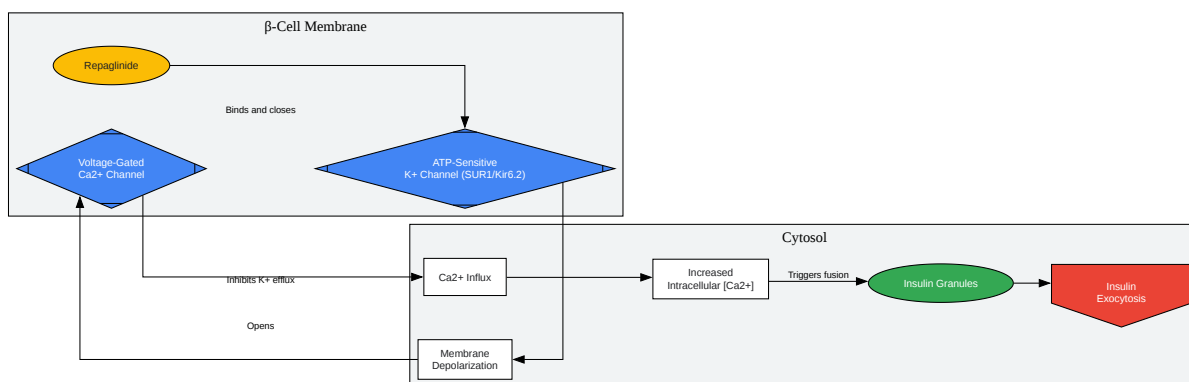 β-Cell Membrane
Repaglinide
Binds and closes
Voltage-Gated
Ca2+ Channel
ATP-Sensitive
K+ Channel (SUR1/Kir6.2)
Cytosol
Inhibits K+ efflux
Ca2+ Influx
Increased
Intracellular [Ca2+]
Triggers fusion
Insulin Granules
Insulin
Exocytosis
Opens
Membrane
Depolarization